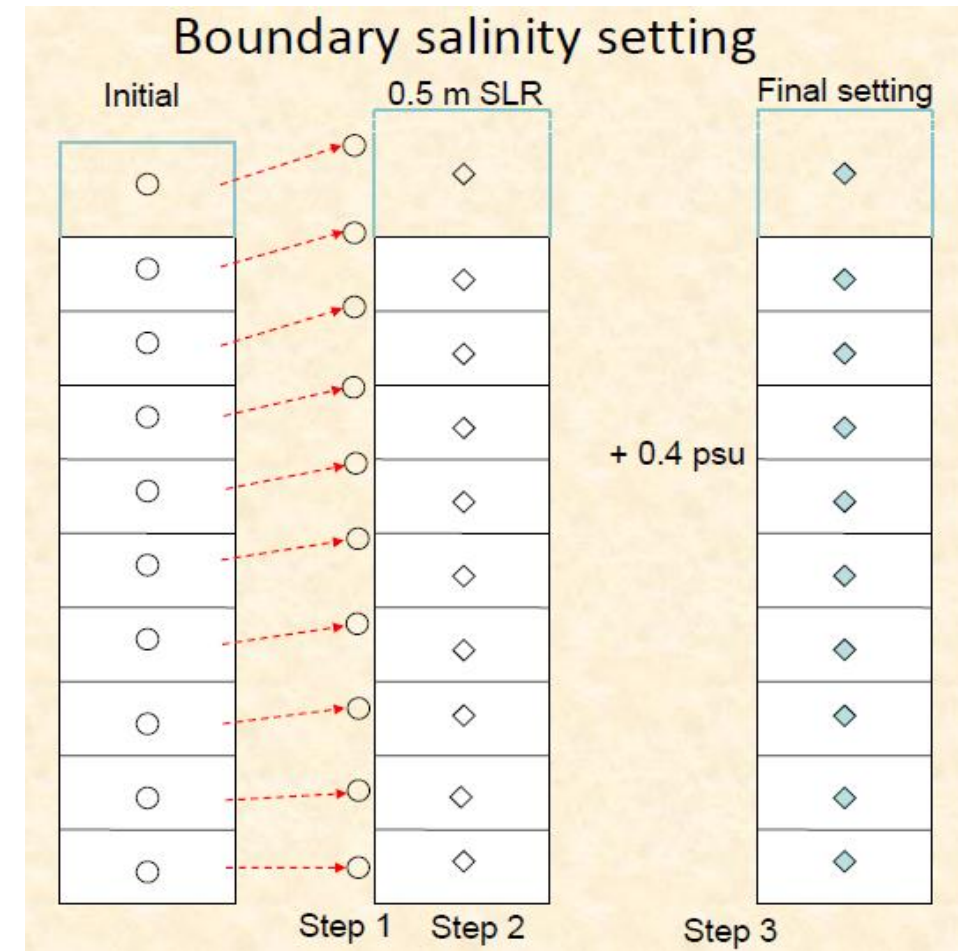 Boundary salinity setting
Initial
0.5 m SLR
Final setting
+ 0.4 psu
Step 1
Step 2
Step 3